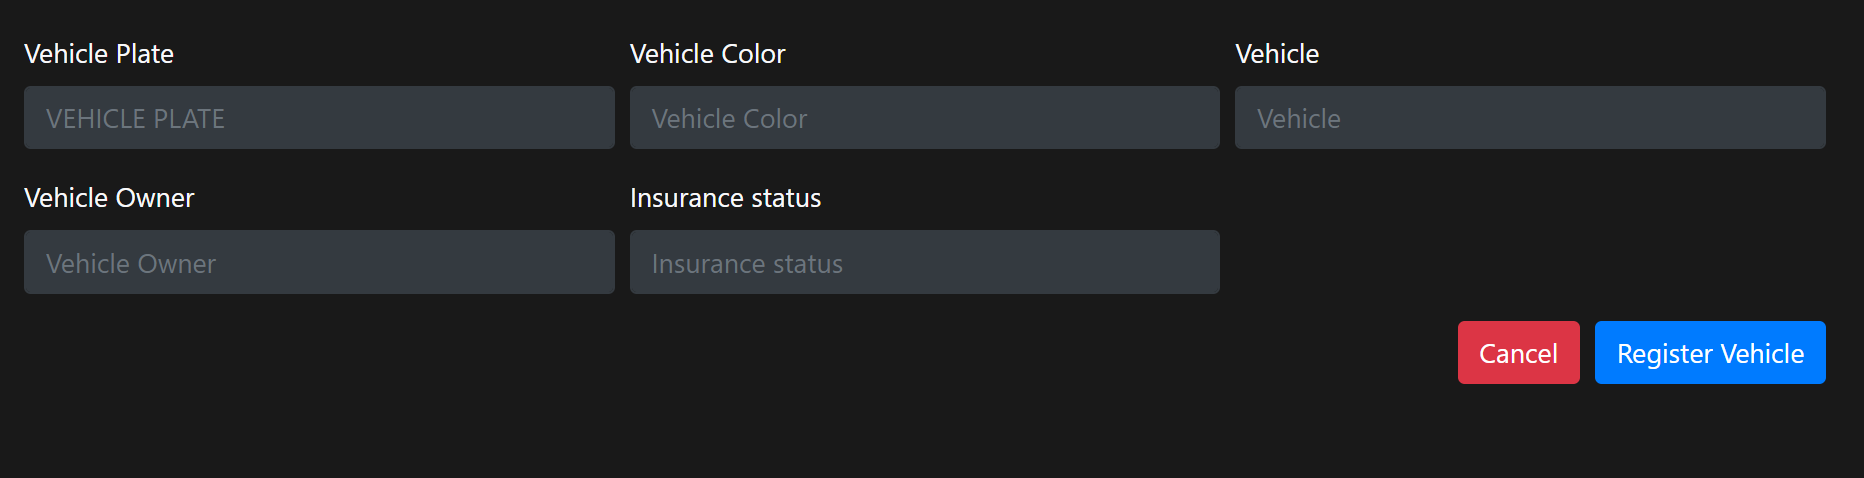 Vehicle Plate Vehicle Color Vehicle
VEHICLE PLATE Vehicle Color Vehicle
Vehicle Owner Insurance status
Vehicle Owner Insurance status
Cancel Register Vehicle